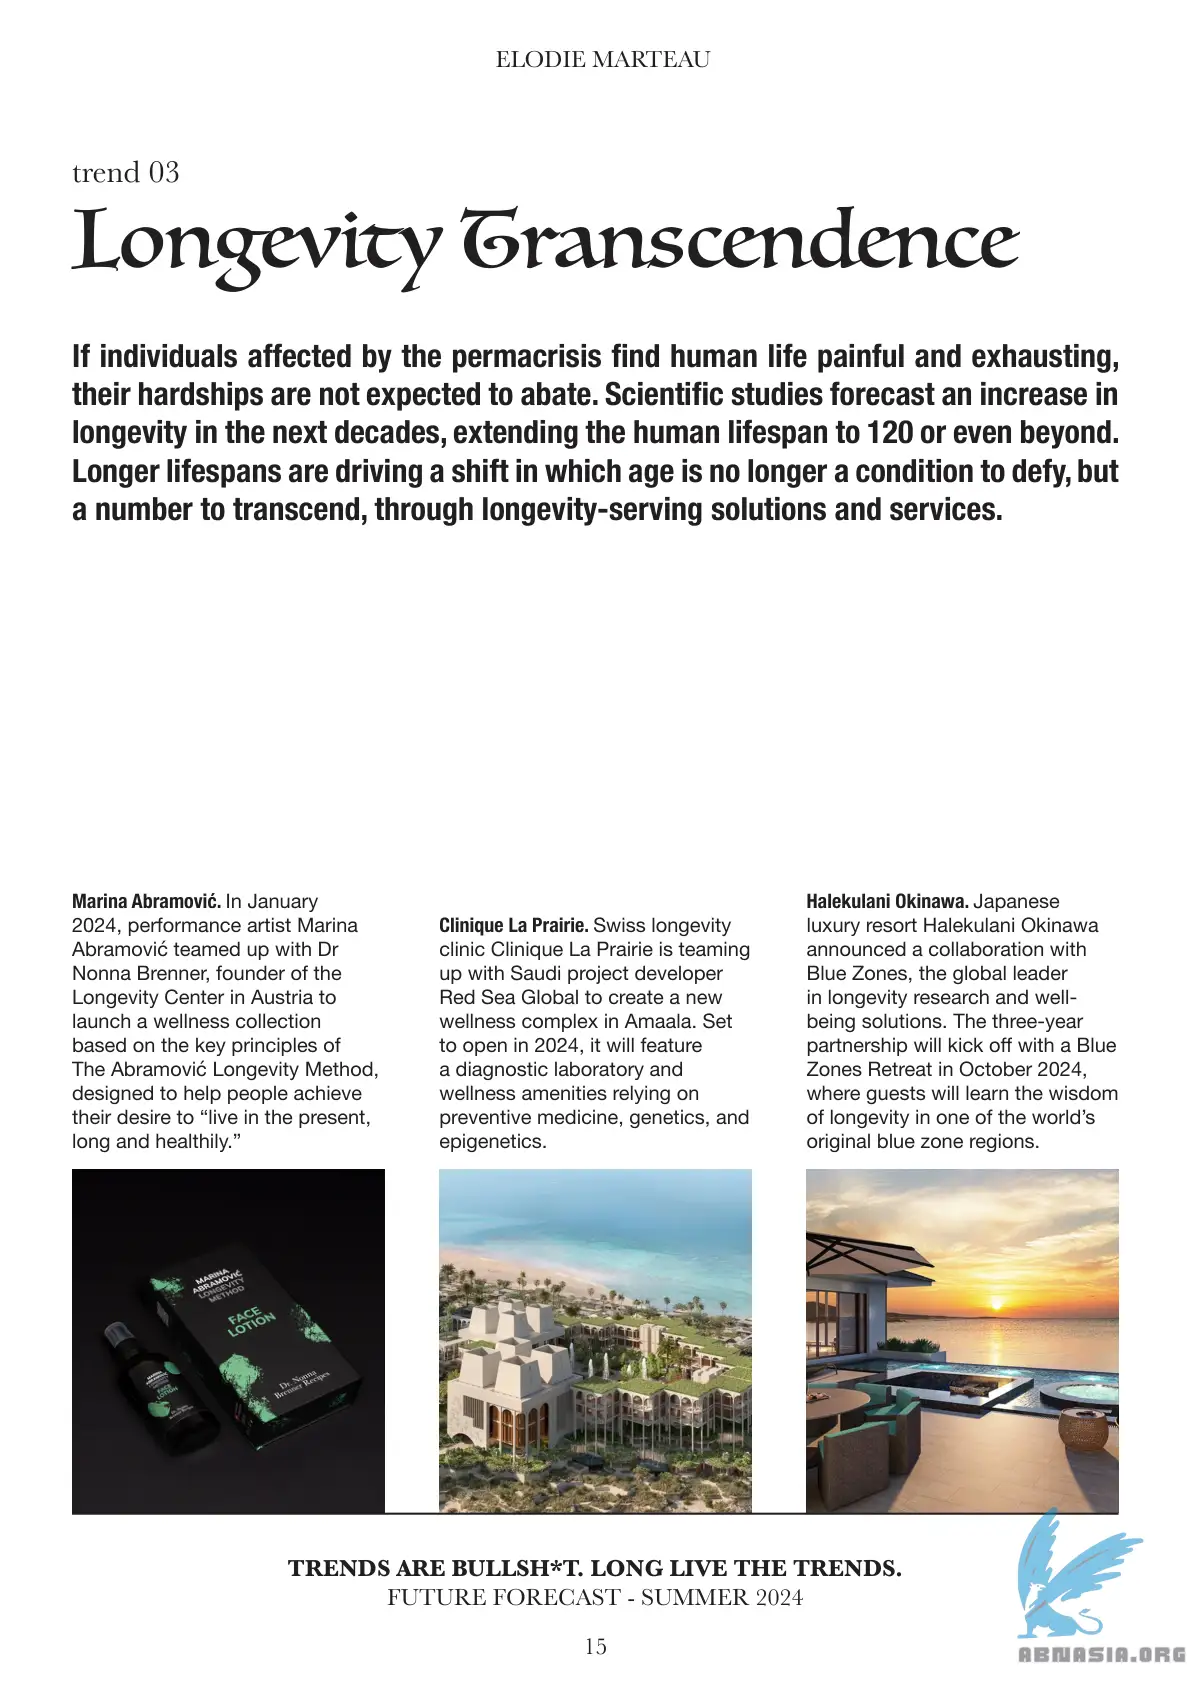 ELODIE MARTEAU
trend 03
Longevity Transcendence
If individuals affected by the permacrisis find human life painful and exhausting,
their hardships are not expected to abate. Scientific studies forecast an increase in
longevity in the next decades, extending the human lifespan to 120 or even beyond.
Longer lifespans are driving a shift in which age is no longer a condition to defy, but
a number to transcend, through longevity-serving solutions and services.
Marina Abramović. In January
2024, performance artist Marina
Abramović teamed up with Dr
Nonna Brenner, founder of the
Longevity Center in Austria to
launch a wellness collection
based on the key principles of
The Abramović Longevity Method,
designed to help people achieve
their desire to “live in the present,
long and healthily.”
Clinique La Prairie. Swiss longevity
clinic Clinique La Prairie is teaming
up with Saudi project developer
Red Sea Global to create a new
wellness complex in Amaala. Set
to open in 2024, it will feature
a diagnostic laboratory and
wellness amenities relying on
preventive medicine, genetics, and
epigenetics.
Halekulani Okinawa. Japanese
luxury resort Halekulani Okinawa
announced a collaboration with
Blue Zones, the global leader
in longevity research and well-
being solutions. The three-year
partnership will kick off with a Blue
Zones Retreat in October 2024,
where guests will learn the wisdom
of longevity in one of the world’s
original blue zone regions.
MARINA
ABRAMOVIĆ
LONGEVITY
METHOD
FACE
LOTION
Dr. Nonna
Brenner Recipes
FACE
LOTION
TRENDS ARE BULLSH*T. LONG LIVE THE TRENDS.
FUTURE FORECAST - SUMMER 2024
15
ABNASIA.ORG